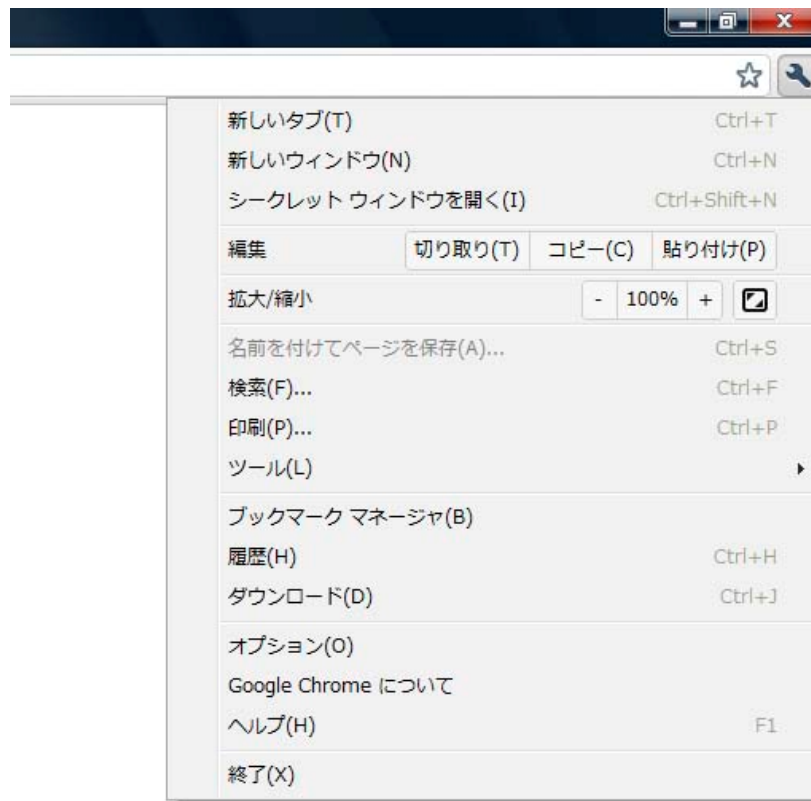 新しいタブ(T) Ctrl+T
新しいウィンドウ(N) Ctrl+N
シークレット ウィンドウを開く(I) Ctrl+Shift+N
編集 切り取り(T) コピー(C) 貼り付け(P)
拡大/縮小 - 100% +
名前を付けてページを保存(A)... Ctrl+S
検索(F)... Ctrl+F
印刷(P)... Ctrl+P
ツール(L)
ブックマーク マネージャ(B)
履歴(H) Ctrl+H
ダウンロード(D) Ctrl+J
オプション(O)
Google Chrome について
ヘルプ(H) F1
終了(X)